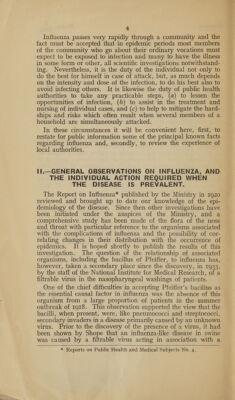 4
Influenza passes very rapidly through a community and the
fact must be accepted that in epidemic periods most members
of the community who go about their ordinary vocations must
expect to be exposed to infection and many to have the illness
in some form or other, all scientific investigations notwithstand-
ing. Nevertheless, it is the duty of the individual not only to
do the best for himself in case of attack, but, as much depends
on the intensity and dose of the infection, to do his best also to
avoid infecting others. It is likewise the duty of public health
authorities to take any practicable steps, (a) to lessen the
opportunities of infection, (b) to assist in the treatment and
nursing of individual cases, and (c) to help to mitigate the hard-
ships and risks which often result when several members of a
household are simultaneously attacked.
In these circumstances it will be convenient here, first, to
restate for public information some of the principal known facts
regarding influenza and, secondly, to review the experience of
local authorities.
II.—GENERAL OBSERVATIONS ON INFLUENZA, AND
THE INDIVIDUAL ACTION REQUIRED WHEN
THE DISEASE IS PREVALENT.
The Report on Influenza* published by the Ministry in 1920
reviewed and brought up to date our knowledge of the epi-
demiology of the disease. Since then other investigations have
been initiated under the auspices of the Ministry, and a
comprehensive study has been made of the flora of the nose
and throat with particular reference to the organisms associated
with the complications of influenza and the possibility of cor-
relating changes in their distribution with the occurrence of
epidemics. It is hoped shortly to publish the results of this
investigation. The question of the relationship of associated
organisms, including the bacillus of Pfeiffer, to influenza has,
however, taken a secondary place since the discovery, in 1933,
by the staff of the National Institute for Medical Research, of a
filtrable virus in the nasopharyngeal washings of patients.
One of the chief difficulties in accepting Pfeiffer's bacillus as
the essential causal factor in influenza was the absence of this
organism from a large proportion of patients in the summer
outbreak of 1918. This observation supported the view that the
bacilli, when present, were, like pneumococci and streptococci,
secondary invaders in a disease primarily caused by an unknown
virus. Prior to the discovery of the presence of a virus, it had
been shown by Shope that an influenza-like disease in swine
was caused by a filtrable virus acting in association with a
* Reports on Public Health and Medical Subjects No. 4.